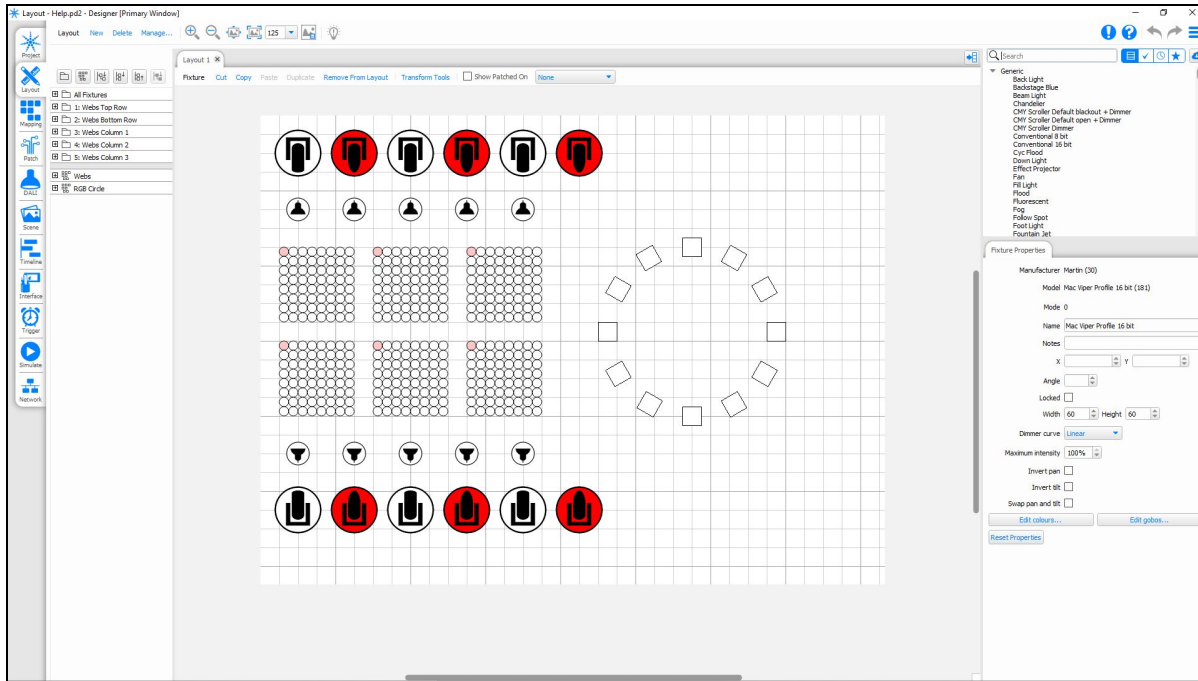 Layout - Help.pd2 - Designer [Primary Window]
Project
Layout
Mapping
Patch
DALI
Scene
Timeline
Interface
Trigger
Simulate
Network
Layout New Delete Manage... 125
All Fixtures
1: Webs Top Row
2: Webs Bottom Row
3: Webs Column 1
4: Webs Column 2
5: Webs Column 3
Webs
RGB Circle
Layout 1
Fixture Cut Copy Paste Duplicate Remove From Layout Transform Tools Show Patched On None
Search
Generic
Back Light
Backstage Blue
Beam Light
Chandelier
CMY Scroller Default blackout + Dimmer
CMY Scroller Default open + Dimmer
CMY Scroller Dimmer
Conventional 8 bit
Conventional 16 bit
Cyc Flood
Down Light
Effect Projector
Fan
Fill Light
Flood
Fluorescent
Fog
Follow Spot
Foot Light
Fountain Jet
Fixture Properties
Manufacturer Martin (30)
Model Mac Viper Profile 16 bit (181)
Mode 0
Name Mac Viper Profile 16 bit
Notes
X Y
Angle
Locked
Width 60 Height 60
Dimmer curve Linear
Maximum intensity 100%
Invert pan
Invert tilt
Swap pan and tilt
Edit colours... Edit gobos...
Reset Properties